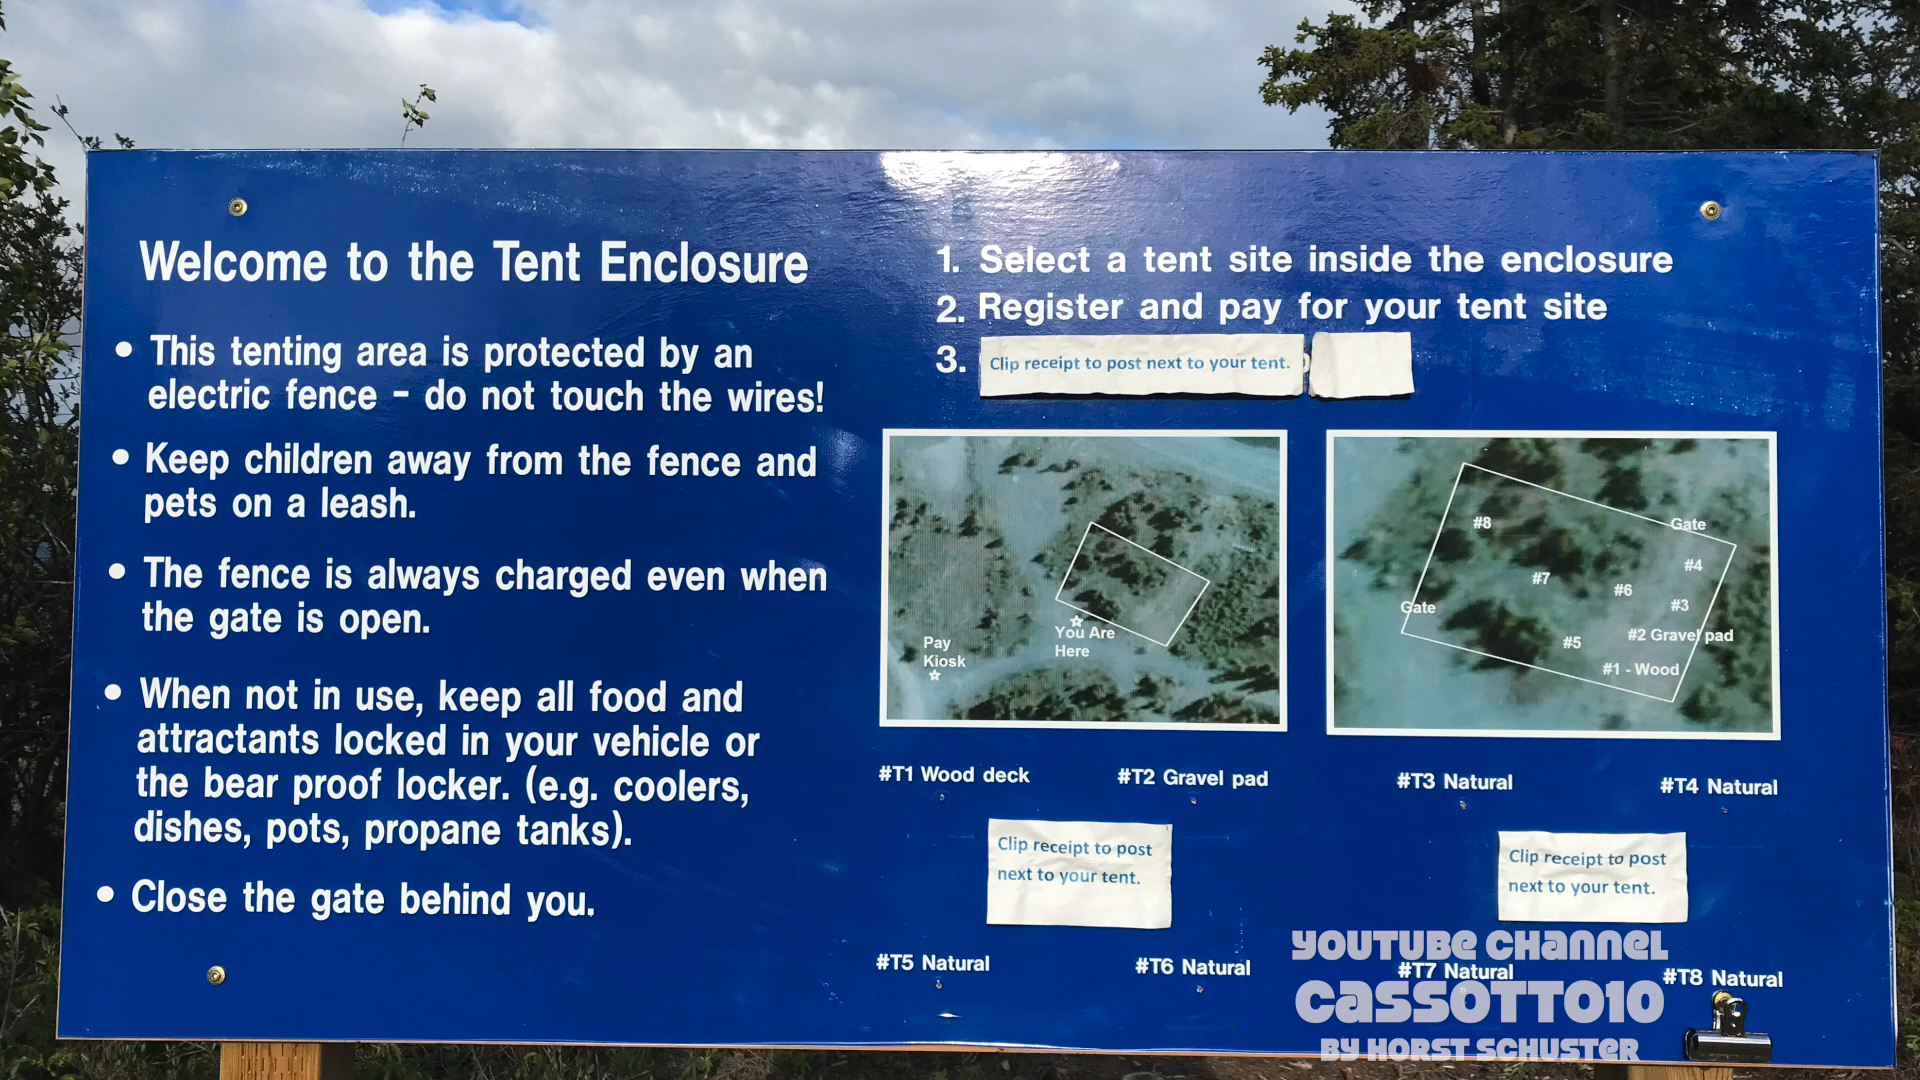 Welcome to the Tent Enclosure
• This tenting area is protected by an
electric fence - do not touch the wires!
• Keep children away from the fence and
pets on a leash.
• The fence is always charged even when
the gate is open.
• When not in use, keep all food and
attractants locked in your vehicle or
the bear proof locker. (e.g. coolers,
dishes, pots, propane tanks).
• Close the gate behind you.
1. Select a tent site inside the enclosure
2. Register and pay for your tent site
3. Clip receipt to post next to your tent.
Pay
Kiosk
You Are
Here
#8
Gate
#4
#7
#6
#3
Gate
#2 Gravel pad
#5
#1 - Wood
#T1 Wood deck
#T2 Gravel pad
#T3 Natural
#T4 Natural
Clip receipt to post
next to your tent.
Clip receipt to post
next to your tent.
#T5 Natural
#T6 Natural
#T7 Natural
#T8 Natural
YOUTUBE CHANNEL
CASSOTTO10
BY HORST SCHUSTER